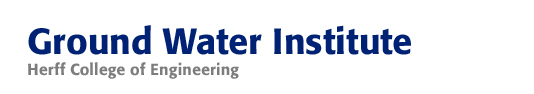 Ground Water Institute
Herff College of Engineering